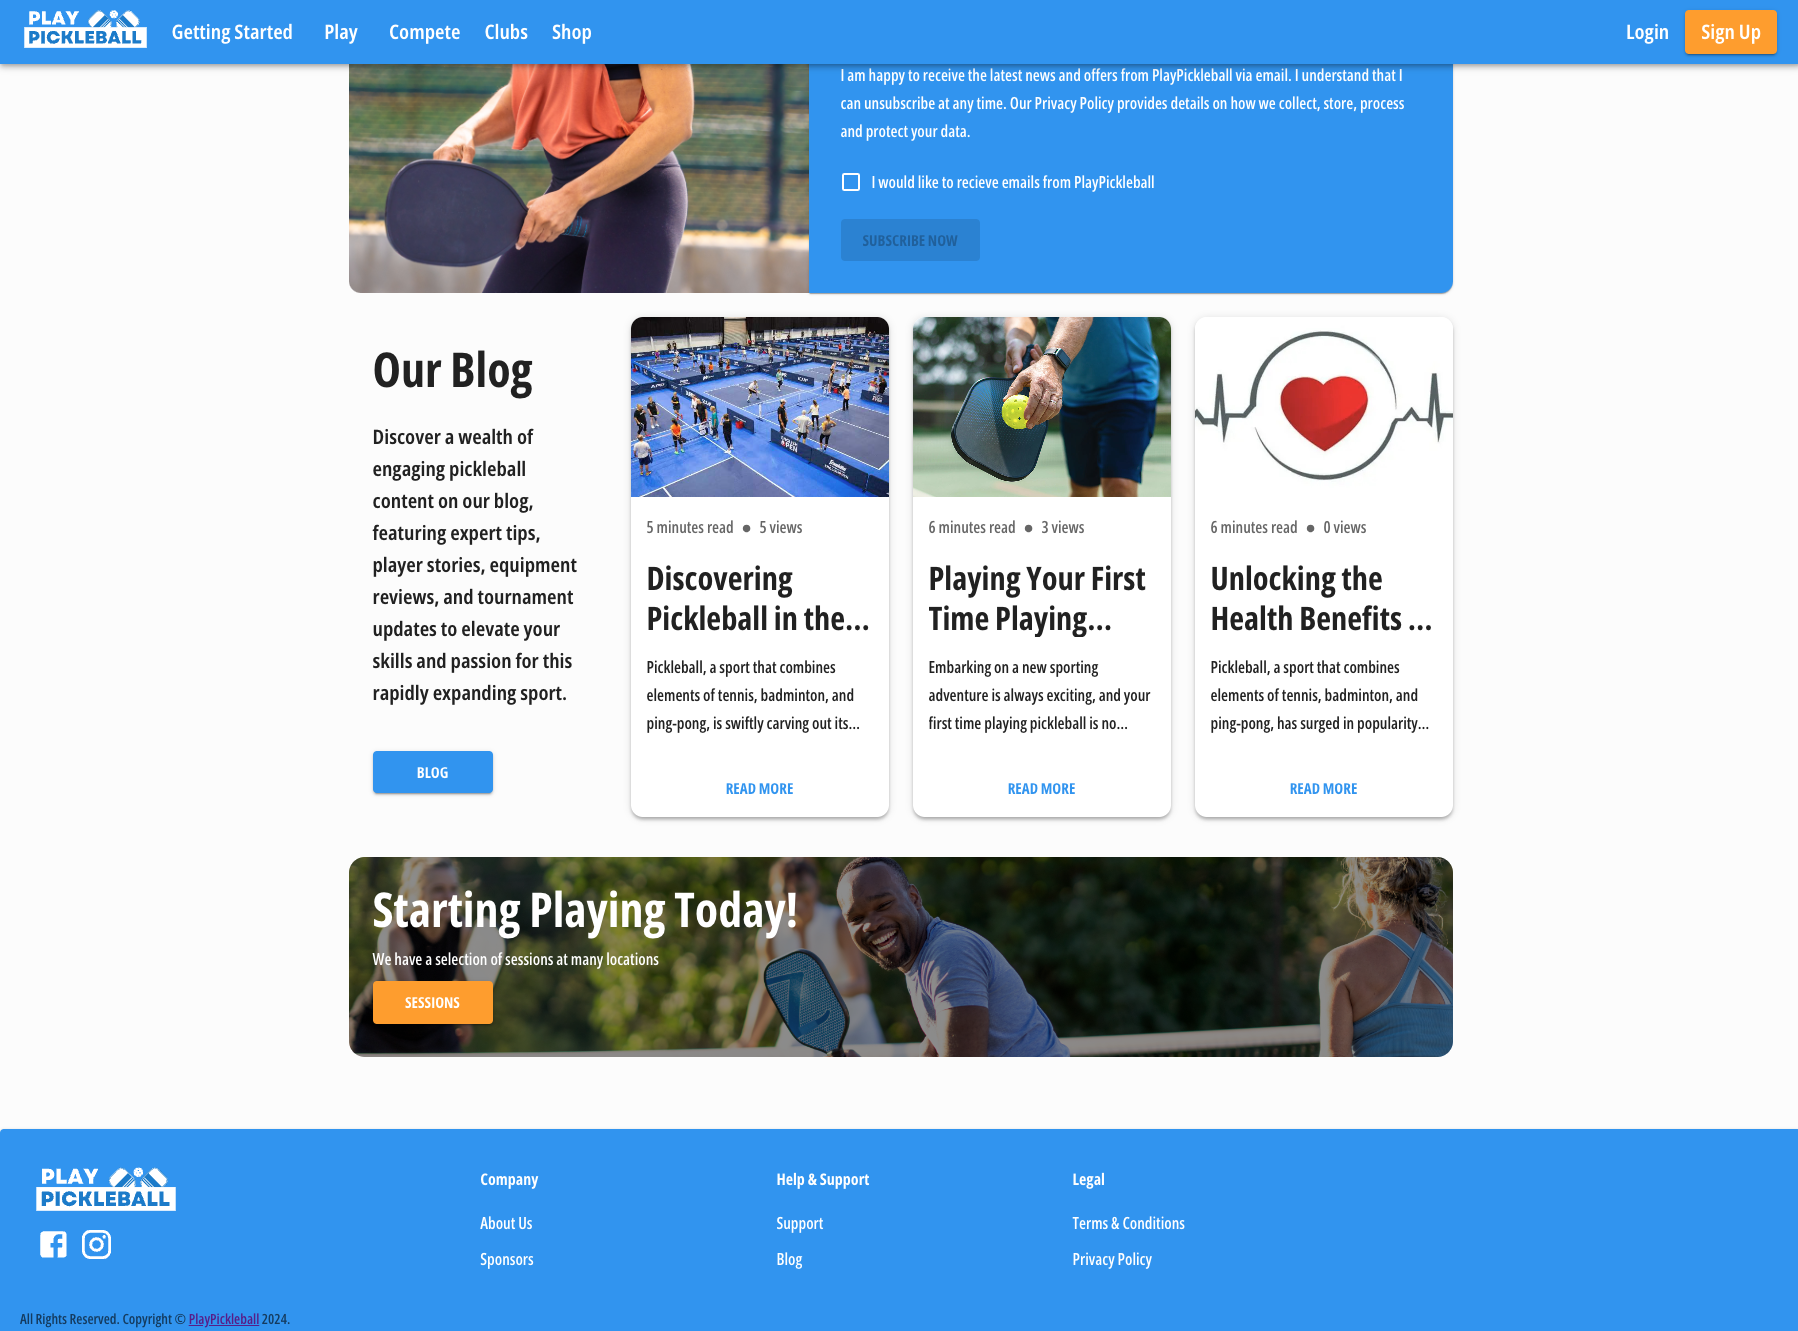 PLAY
PICKLEBALL
Getting Started Play Compete Clubs Shop Login Sign Up
I am happy to receive the latest news and offers from PlayPickleball via email. I understand that I
can unsubscribe at any time. Our Privacy Policy provides details on how we collect, store, process
and protect your data.
I would like to recieve emails from PlayPickleball
SUBSCRIBE NOW
Our Blog
Discover a wealth of
engaging pickleball
content on our blog,
featuring expert tips,
player stories, equipment
reviews, and tournament
updates to elevate your
skills and passion for this
rapidly expanding sport.
BLOG
5 minutes read ● 5 views
Discovering
Pickleball in the...
Pickleball, a sport that combines
elements of tennis, badminton, and
ping-pong, is swiftly carving out its...
READ MORE
6 minutes read ● 3 views
Playing Your First
Time Playing...
Embarking on a new sporting
adventure is always exciting, and your
first time playing pickleball is no...
READ MORE
6 minutes read ● 0 views
Unlocking the
Health Benefits ...
Pickleball, a sport that combines
elements of tennis, badminton, and
ping-pong, has surged in popularity...
READ MORE
Starting Playing Today!
We have a selection of sessions at many locations
SESSIONS
PLAY
PICKLEBALL
Company
About Us
Sponsors
Help & Support
Support
Blog
Legal
Terms & Conditions
Privacy Policy
All Rights Reserved. Copyright © PlayPickleball 2024.